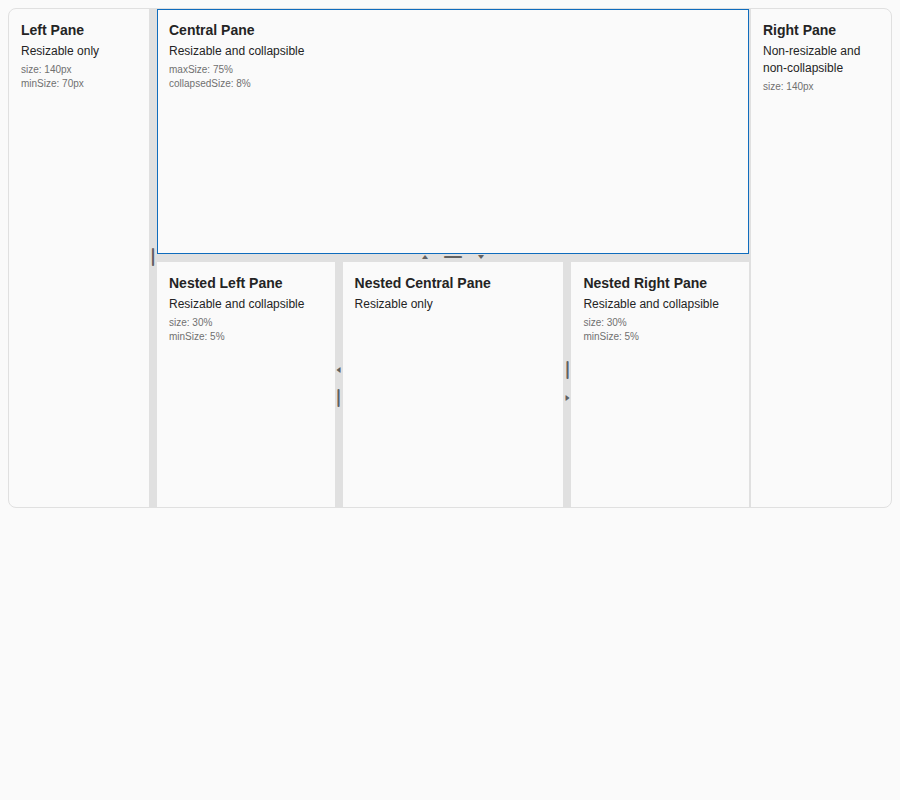 Left Pane
Resizable only
size: 140px
minSize: 70px
Central Pane
Resizable and collapsible
maxSize: 75%
collapsedSize: 8%
Right Pane
Non-resizable and
non-collapsible
size: 140px
Nested Left Pane
Resizable and collapsible
size: 30%
minSize: 5%
Nested Central Pane
Resizable only
Nested Right Pane
Resizable and collapsible
size: 30%
minSize: 5%